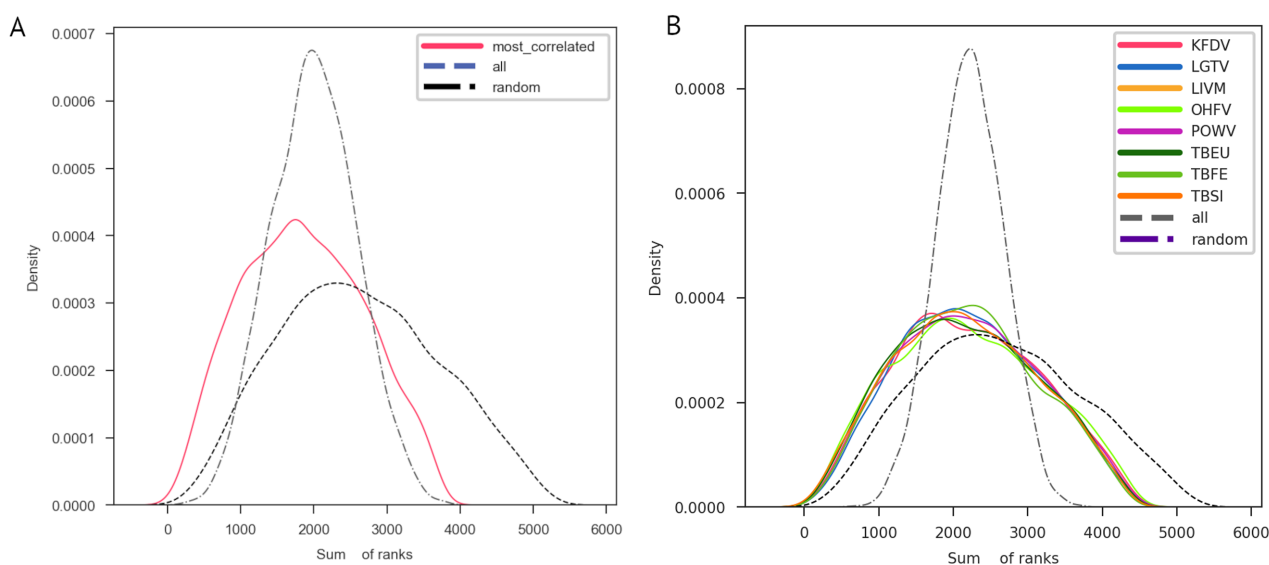 A
0.0007
0.0006
0.0005
0.0004
0.0003
0.0002
0.0001
0.0000
Density
0 1000 2000 3000 4000 5000 6000
Sum of ranks
most_correlated
all
random
B
0.0008
0.0006
0.0004
0.0002
0.000
Density
0 1000 2000 3000 4000 5000 6000
Sum of ranks
KFDV
LGTV
LIVM
OHFV
POWV
TBEU
TBFE
TBSI
all
random